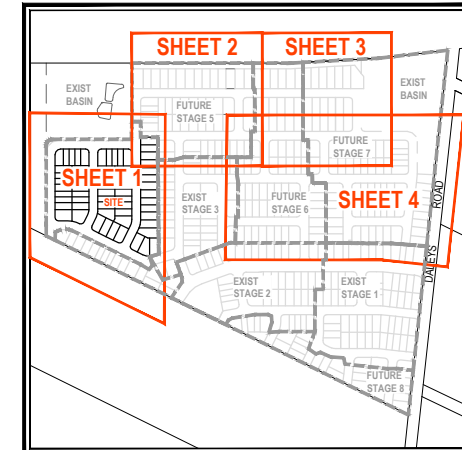 SHEET 2
SHEET 3
EXIST
BASIN
EXIST
BASIN
FUTURE
STAGE 5
FUTURE
STAGE 7
SHEET 1
SITE
EXIST
STAGE 3
FUTURE
STAGE 6
SHEET 4
DALEYS ROAD
EXIST
STAGE 2
EXIST
STAGE 1
FUTURE
STAGE 8